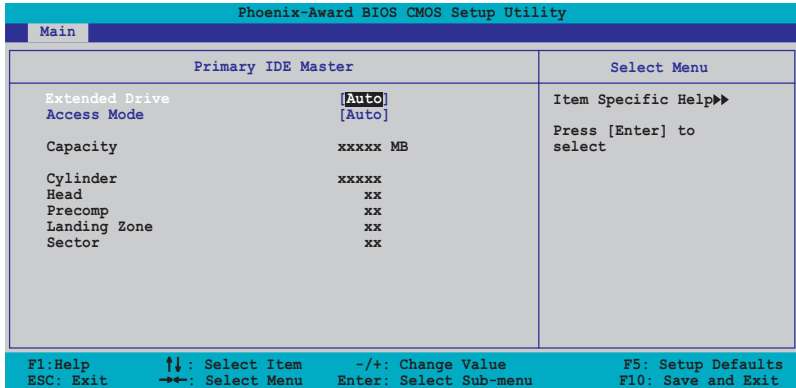 Phoenix-Award BIOS CMOS Setup Utility
Main
Primary IDE Master
Select Menu
Extended Drive [Auto]
Access Mode [Auto]
Capacity xxxxx MB
Cylinder xxxxx
Head xx
Precomp xx
Landing Zone xx
Sector xx
Item Specific Help▶▶
Press [Enter] to
select
F1:Help ↑↓: Select Item -/+: Change Value F5: Setup Defaults
ESC: Exit →←: Select Menu Enter: Select Sub-menu F10: Save and Exit